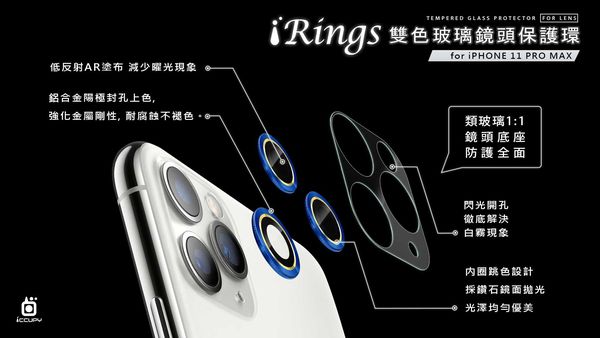 TEMPERED GLASS PROTECTOR FOR LENS
iRings 雙色玻璃鏡頭保護環
for iPHONE 11 PRO MAX
低反射AR塗布 減少曜光現象
鋁合金陽極封孔上色,
強化金屬剛性, 耐腐蝕不褪色
類玻璃1:1
鏡頭底座
防護全面
閃光開孔
徹底解決
白霧現象
內圈跳色設計
採鑽石鏡面拋光
光澤均勻優美
iCCUPY